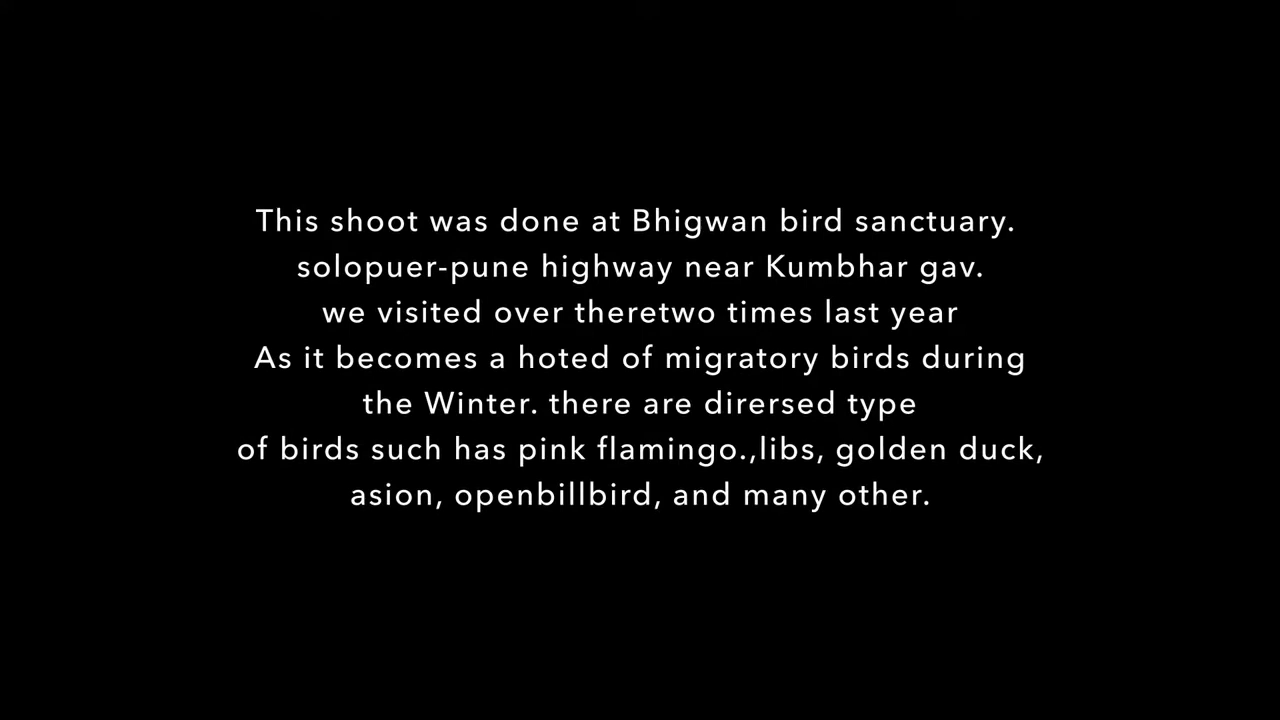 This shoot was done at Bhigwan bird sanctuary.
solopuer-pune highway near Kumbhar gav.
we visited over theretwo times last year
As it becomes a hoted of migratory birds during
the Winter. there are dirersed type
of birds such has pink flamingo.,libs, golden duck,
asion, openbillbird, and many other.